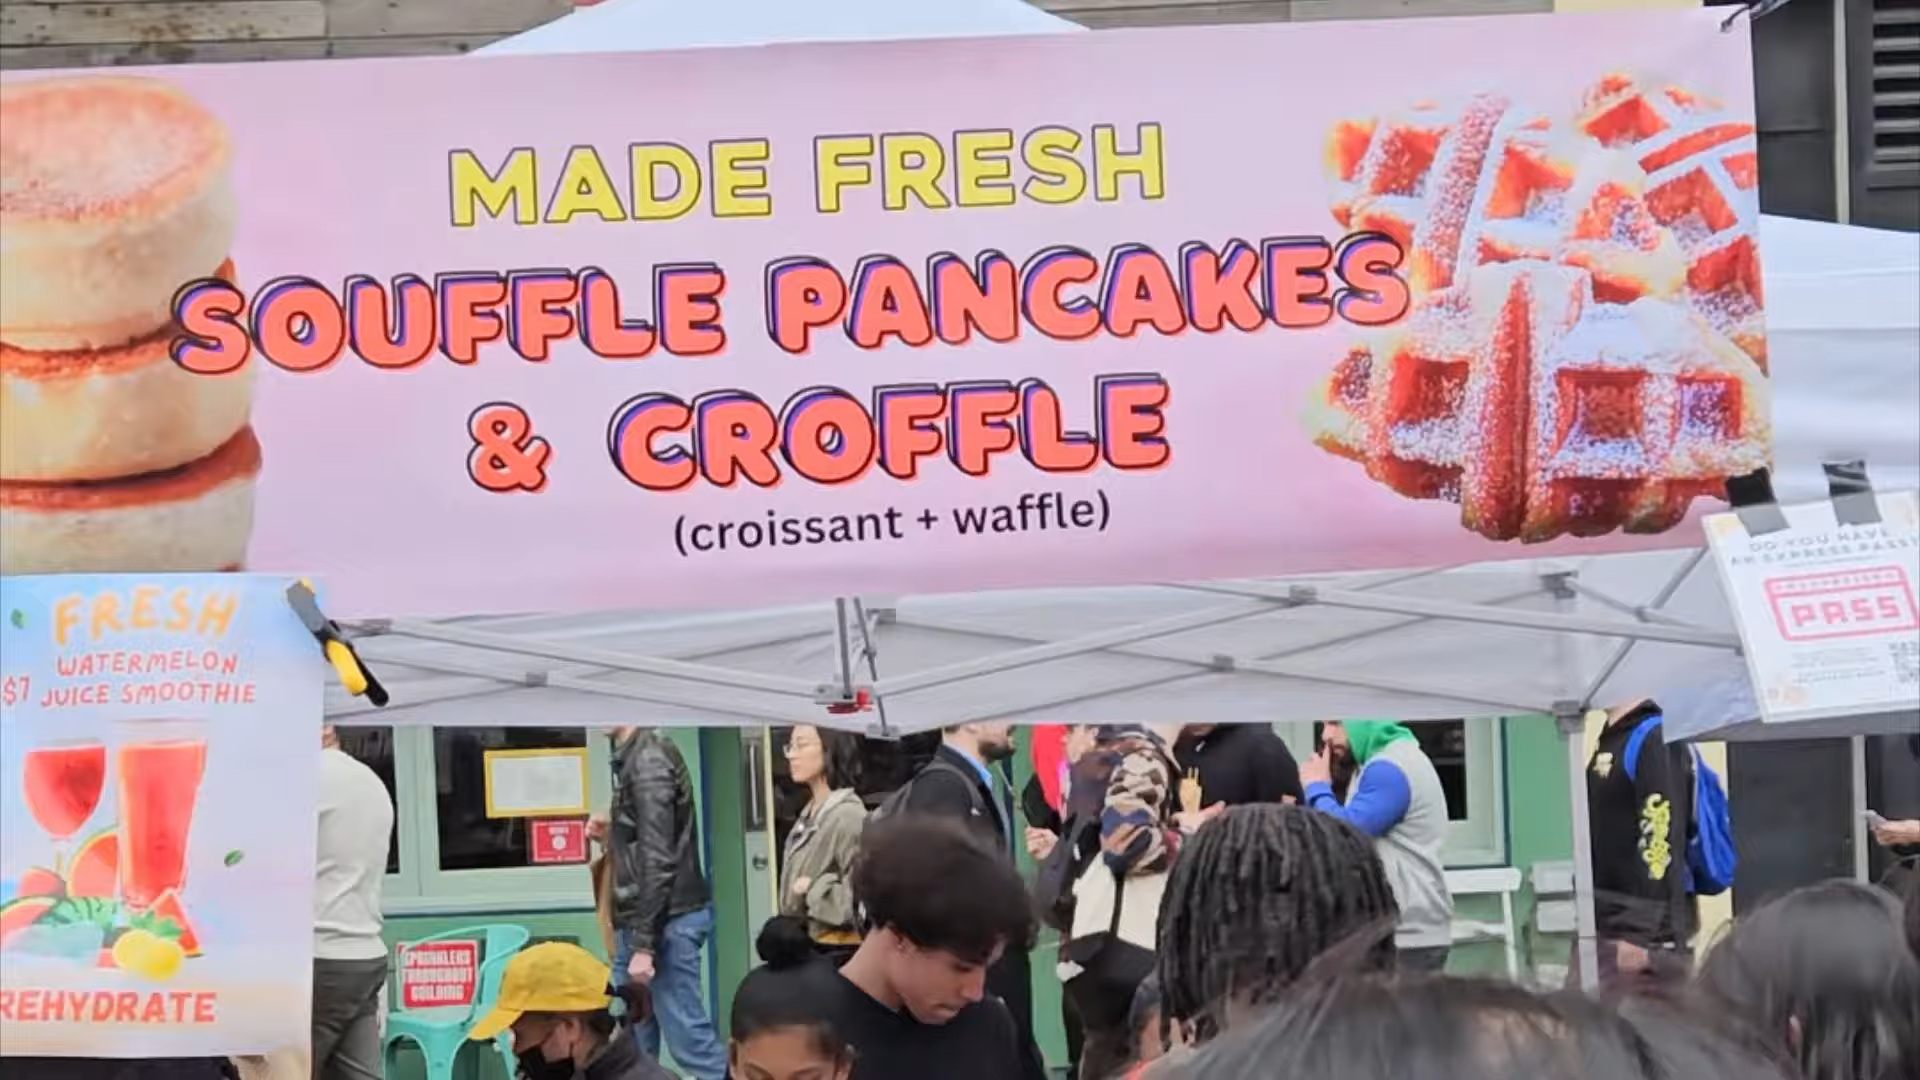 MADE FRESH
SOUFFLE PANCAKES
& CROFFLE
(croissant + waffle)
FRESH
WATERMELON
$7 JUICE SMOOTHIE
REHYDRATE
DO YOU HAVE
AN EXPRESS PASS?
PASS
SPRINKLERS
THROUGHOUT
BUILDING